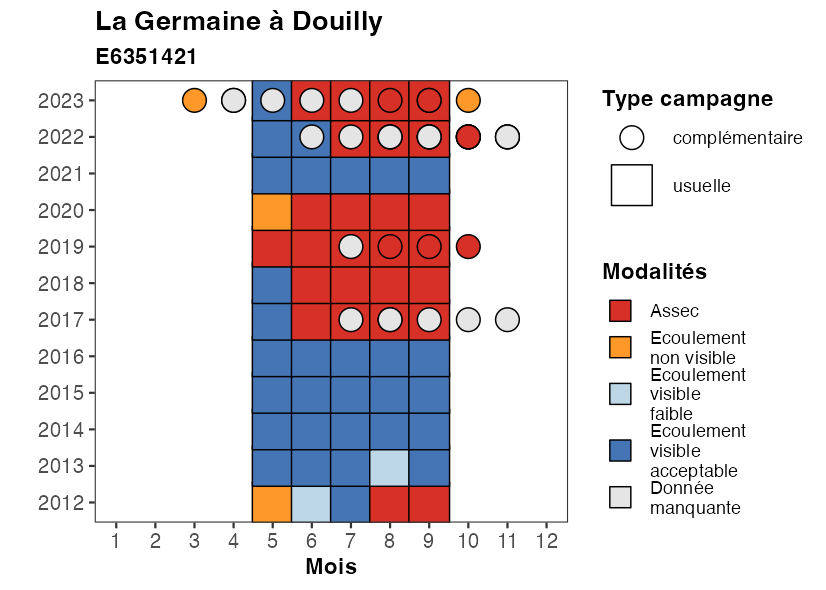 La Germaine à Douilly
E6351421
2023
2022
2021
2020
2019
2018
2017
2016
2015
2014
2013
2012
1 2 3 4 5 6 7 8 9 10 11 12
Mois
Type campagne
complémentaire
usuelle
Modalités
Assec
Ecoulement
non visible
Ecoulement
visible
faible
Ecoulement
visible
acceptable
Donnée
manquante